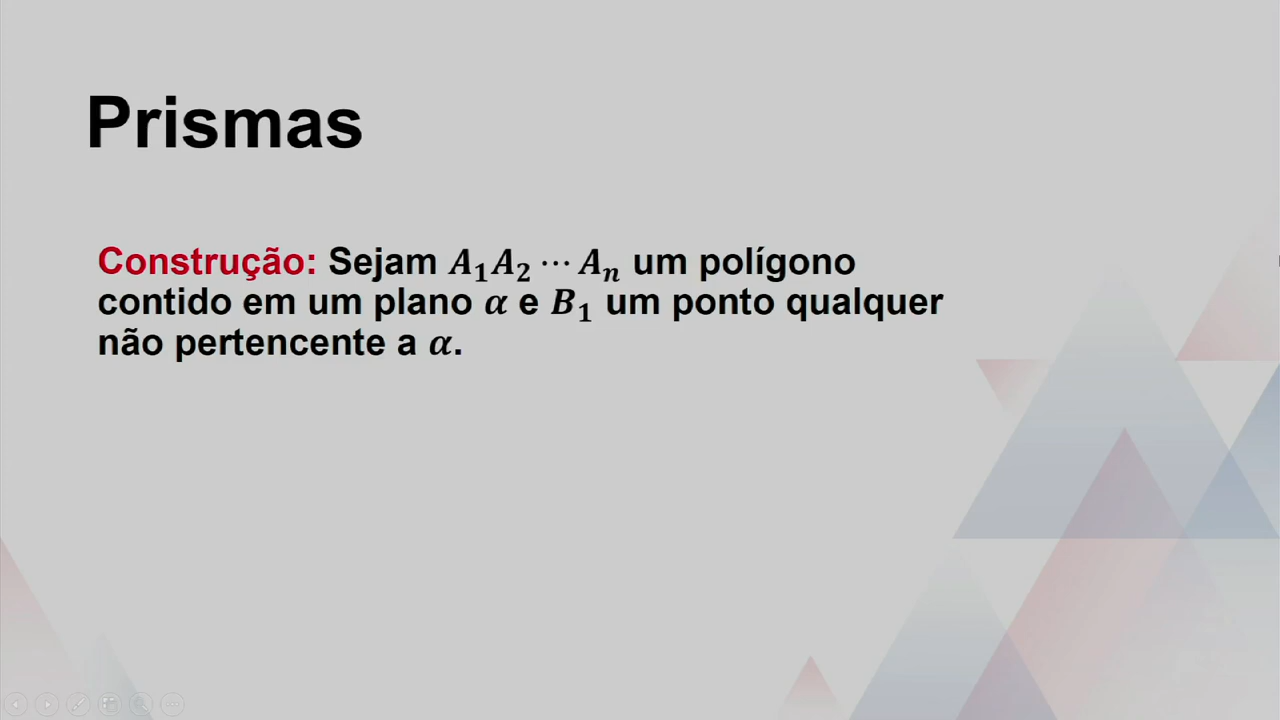 Prismas
Construção: Sejam A₁A₂ ⋯ Aₙ um polígono
contido em um plano α e B₁ um ponto qualquer
não pertencente a α.